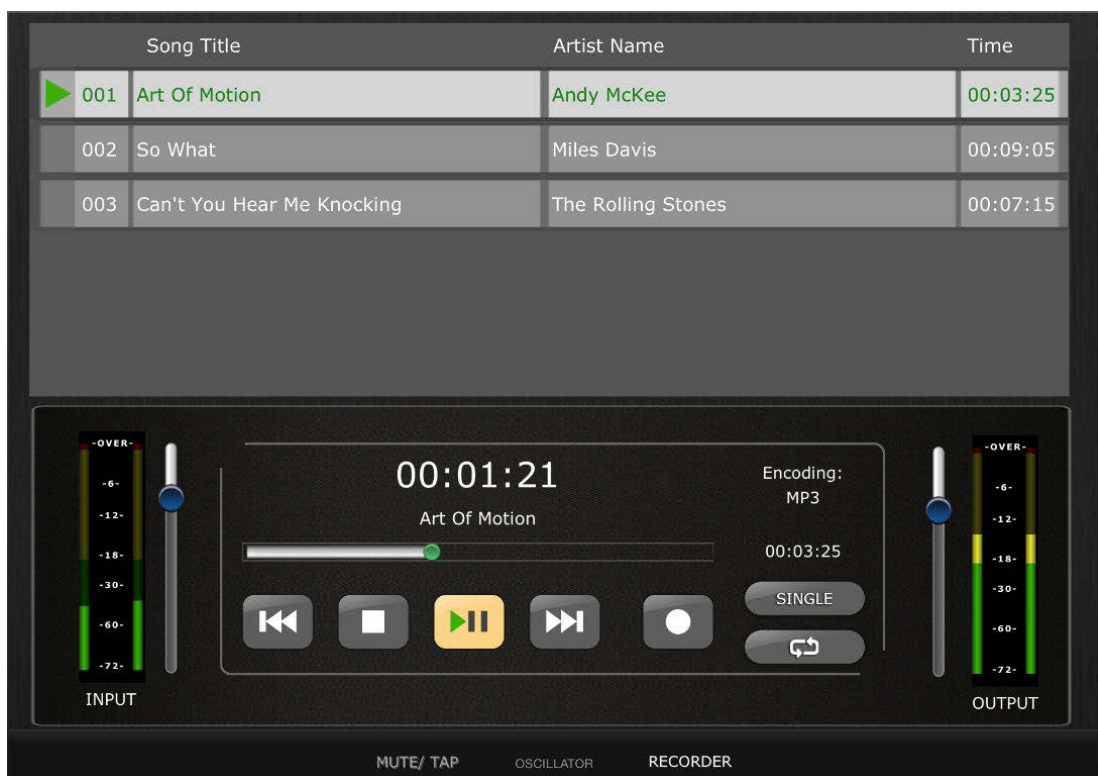 Song Title Artist Name Time
001 Art Of Motion Andy McKee 00:03:25
002 So What Miles Davis 00:09:05
003 Can't You Hear Me Knocking The Rolling Stones 00:07:15
-OVER-
-6-
-12-
-18-
-30-
-60-
-72-
INPUT
00:01:21
Art Of Motion
Encoding:
MP3
00:03:25
SINGLE
-OVER-
-6-
-12-
-18-
-30-
-60-
-72-
OUTPUT
MUTE/ TAP OSCILLATOR RECORDER